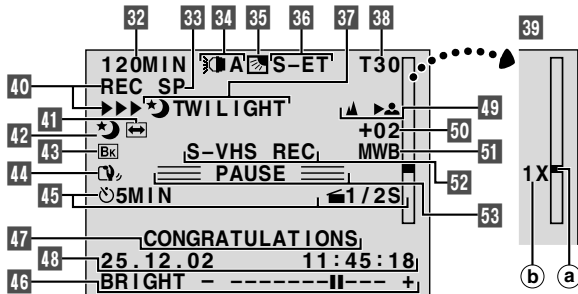 32 33 34 35 36 37 38 39
120MIN A S-ET T30
40 REC SP
TWILIGHT 49
41
42 +02 50
43 BK S-VHS REC MWB 51
44 PAUSE 52
1X
45 5MIN 1/2S 53
47 CONGRATULATIONS
48 25.12.02 11:45:18
46 BRIGHT - -------▮▮--- +
b a